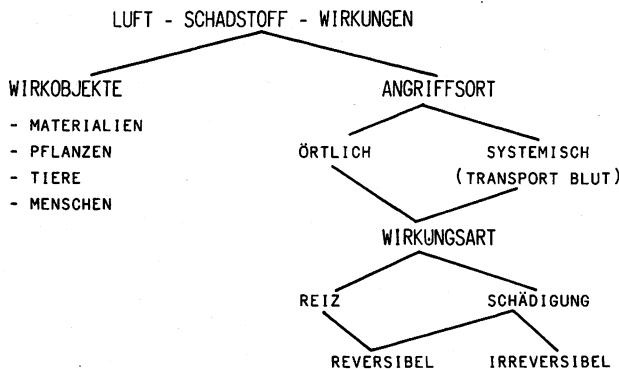 LUFT - SCHADSTOFF - WIRKUNGEN
WIRKOBJEKTE
- MATERIALIEN
- PFLANZEN
- TIERE
- MENSCHEN
ANGRIFFSORT
ÖRTLICH
SYSTEMISCH
(TRANSPORT BLUT)
WIRKUNGSART
REIZ
SCHÄDIGUNG
REVERSIBEL
IRREVERSIBEL